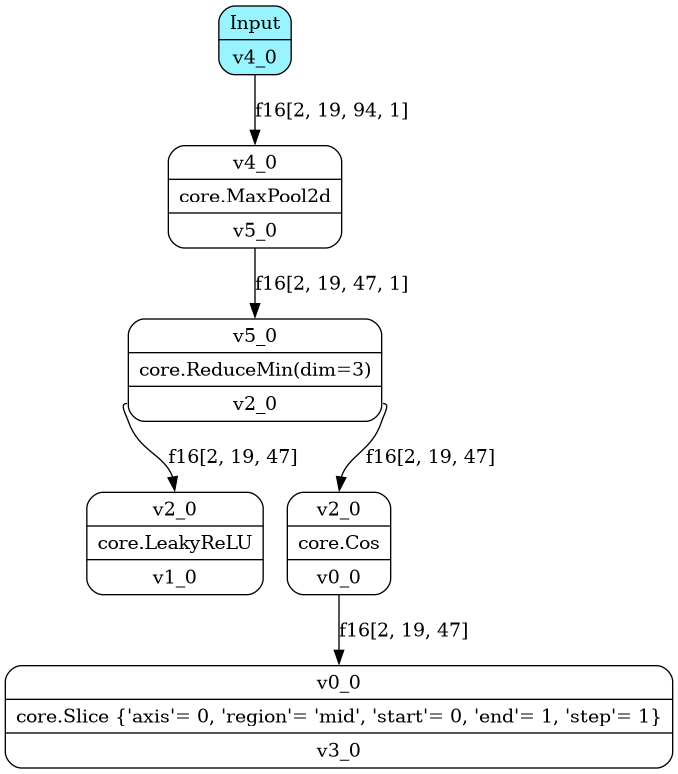 Input
v4_0
f16[2, 19, 94, 1]
v4_0
core.MaxPool2d
v5_0
f16[2, 19, 47, 1]
v5_0
core.ReduceMin(dim=3)
v2_0
f16[2, 19, 47]
f16[2, 19, 47]
v2_0
core.LeakyReLU
v1_0
v2_0
core.Cos
v0_0
f16[2, 19, 47]
v0_0
core.Slice {'axis'= 0, 'region'= 'mid', 'start'= 0, 'end'= 1, 'step'= 1}
v3_0